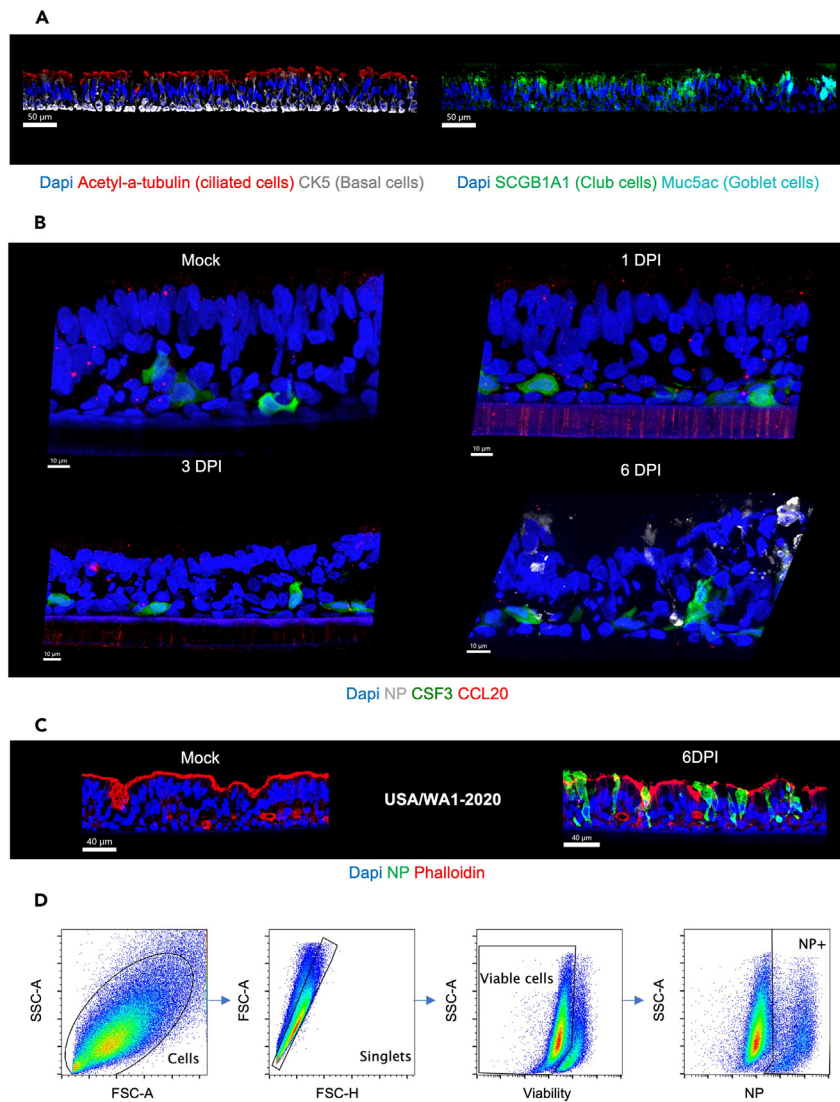 A
50 µm
50 µm
Dapi Acetyl-a-tubulin (ciliated cells) CK5 (Basal cells)
Dapi SCGB1A1 (Club cells) Muc5ac (Goblet cells)
B
Mock
1 DPI
10 µm
10 µm
3 DPI
6 DPI
10 µm
10 µm
Dapi NP CSF3 CCL20
C
Mock
6DPI
USA/WA1-2020
40 µm
40 µm
Dapi NP Phalloidin
D
SSC-A
Cells
FSC-A
FSC-A
Singlets
FSC-H
SSC-A
Viable cells
Viability
SSC-A
NP+
NP